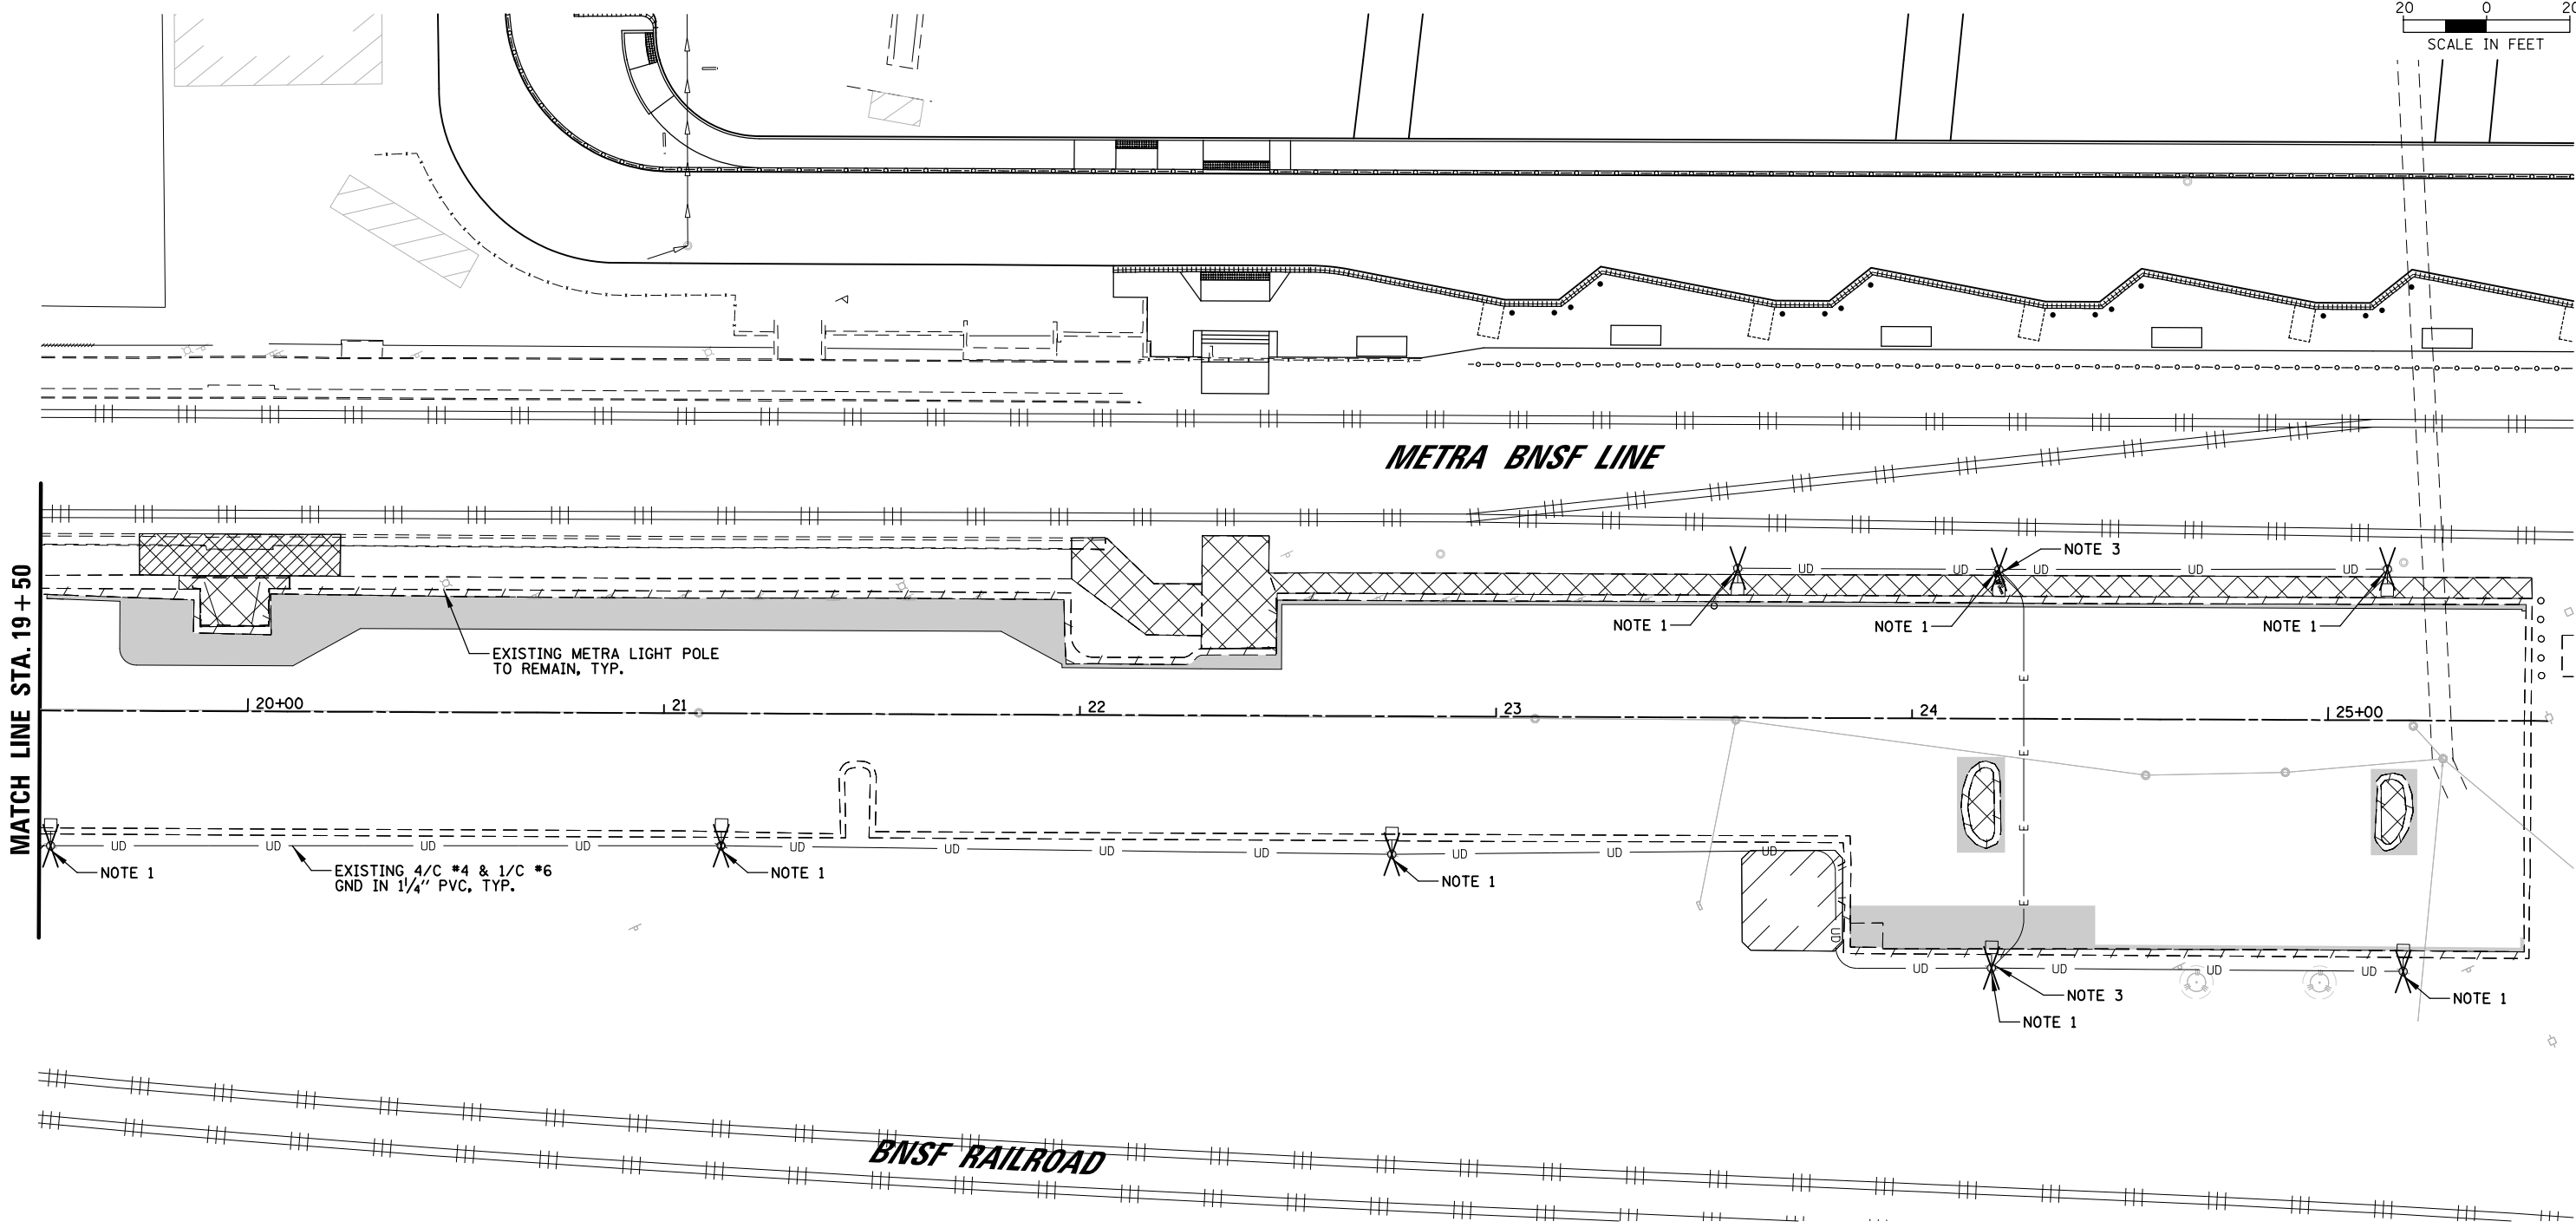 20 0 20
SCALE IN FEET
METRA BNSF LINE
MATCH LINE STA. 19+50
UD UD UD UD UD
NOTE 3
NOTE 1
NOTE 1
NOTE 1
EXISTING METRA LIGHT POLE
TO REMAIN, TYP.
E
20+00 21 22 23 24 25+00
E
E
E
UD UD UD UD UD UD UD UD UD UD UD
NOTE 1
EXISTING 4/C #4 & 1/C #6
GND IN 1 1/4" PVC, TYP.
NOTE 1
NOTE 1
UD
UD UD UD UD
NOTE 3
NOTE 1
NOTE 1
BNSF RAILROAD